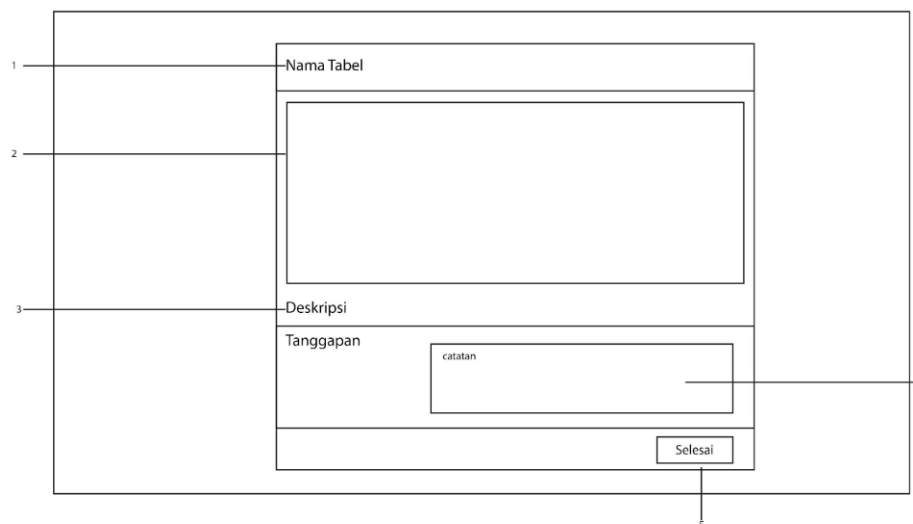 1
Nama Tabel
2
3
Deskripsi
Tanggapan
catatan
Selesai